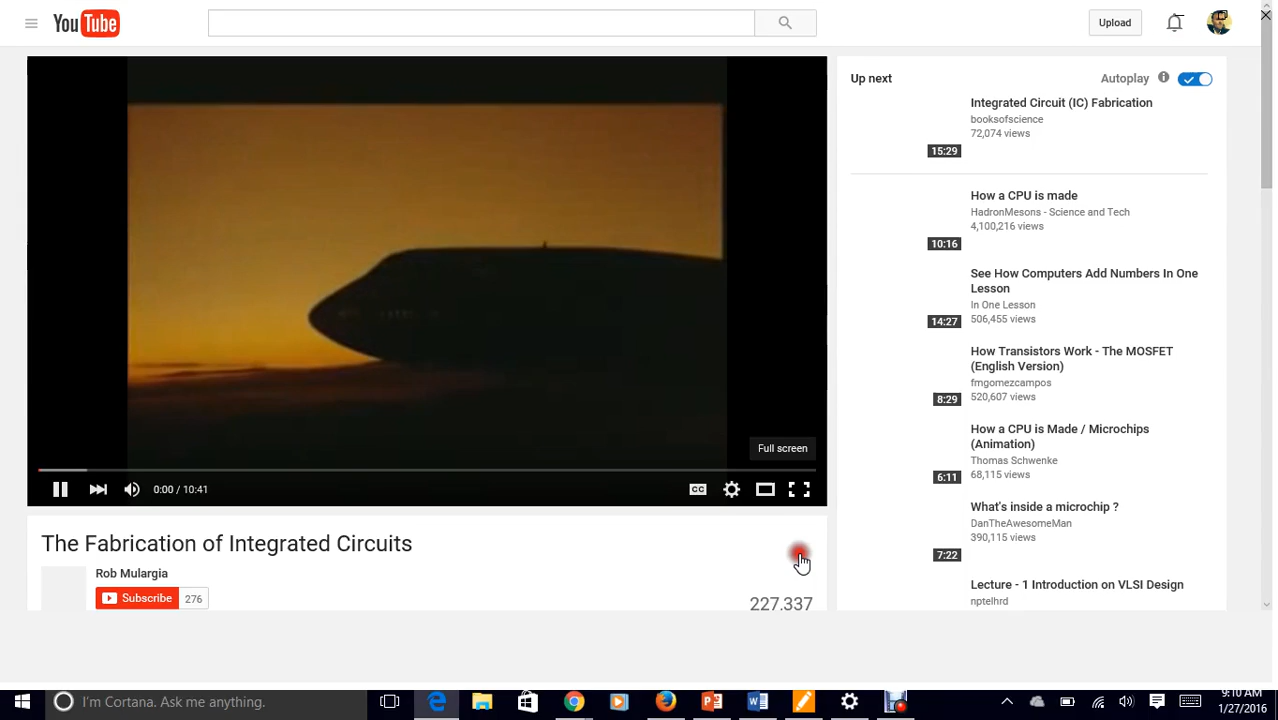 YouTube
Upload
Full screen
0:00 / 10:41
CC
The Fabrication of Integrated Circuits
Rob Mulargia
Subscribe 276
227,337
Up next
Autoplay
Integrated Circuit (IC) Fabrication
booksofscience
72,074 views
15:29
How a CPU is made
HadronMesons - Science and Tech
4,100,216 views
10:16
See How Computers Add Numbers In One
Lesson
In One Lesson
506,455 views
14:27
How Transistors Work - The MOSFET
(English Version)
fmgomezcampos
520,607 views
8:29
How a CPU is Made / Microchips
(Animation)
Thomas Schwenke
68,115 views
6:11
What's inside a microchip ?
DanTheAwesomeMan
390,115 views
7:22
Lecture - 1 Introduction on VLSI Design
nptelhrd
I'm Cortana. Ask me anything.
9:10 AM
1/27/2016